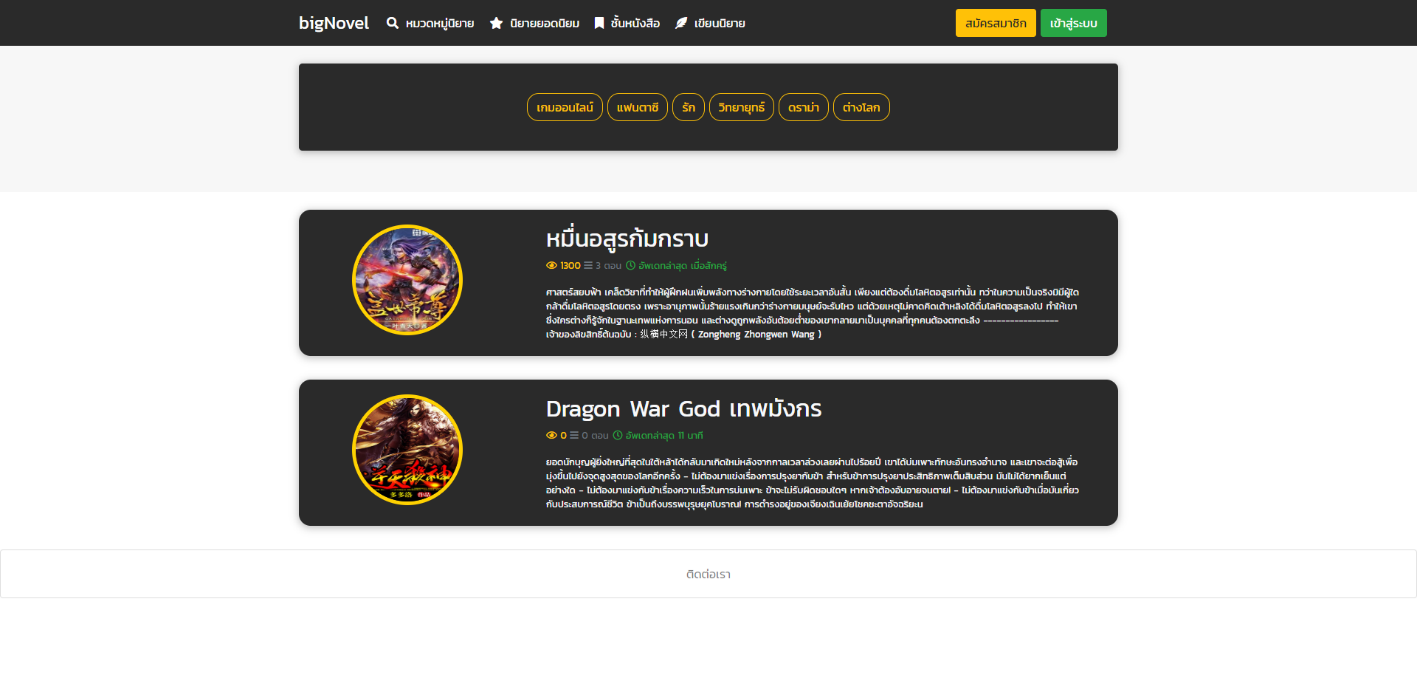 bigNovel หมวดหมู่นิยาย นิยายยอดนิยม ชั้นหนังสือ เขียนนิยาย สมัครสมาชิก เข้าสู่ระบบ
เกมออนไลน์ แฟนตาซี รัก วิทยายุทธ์ ดราม่า ต่างโลก
หมื่นอสูรก้มกราบ
1300 3 ตอน อัพเดทล่าสุด เมื่อสักครู่
ศาสตร์สยบฟ้า เคล็ดวิชาที่ทำให้ผู้ฝึกฝนเพิ่มพลังทางร่างกายโดยใช้ระยะเวลาอันสั้น เพียงแต่ต้องดื่มโลหิตอสูรเท่านั้น ทว่าในความเป็นจริงมิมีผู้ใด
กล้าดื่มโลหิตอสูรโดยตรง เพราะอานุภาพนั้นร้ายแรงเกินกว่าร่างกายมนุษย์จะรับไหว แต่ด้วยเหตุไม่คาดคิดเต้าหลิงได้ดื่มโลหิตอสูรลงไป ทำให้เขา
ซึ่งใครต่างก็รู้จักในฐานะเทพแห่งการนอน และต่างดูถูกพลังอันด้อยต่ำของเขากลายมาเป็นบุคคลที่ทุกคนต้องตกตะลึง -----------------
เจ้าของลิขสิทธิ์ต้นฉบับ : 纵横中文网 ( Zongheng Zhongwen Wang )
Dragon War God เทพมังกร
0 0 ตอน อัพเดทล่าสุด 11 นาที
ยอดนักบุญผู้ยิ่งใหญ่ที่สุดในใต้หล้าได้กลับมาเกิดใหม่หลังจากกาลเวลาล่วงเลยผ่านไปร้อยปี เขาได้บ่มเพาะทักษะอันทรงอำนาจ และเขาจะต่อสู้เพื่อ
มุ่งขึ้นไปยังจุดสูงสุดของโลกอีกครั้ง - ไม่ต้องมาแข่งเรื่องการปรุงยากับข้า สำหรับข้าการปรุงยาประสิทธิภาพเต็มสิบส่วน มันไม่ได้ยากเย็นแต่
อย่างใด - ไม่ต้องมาแข่งกับข้าเรื่องความเร็วในการบ่มเพาะ ข้าจะไม่รับผิดชอบใดๆ หากเจ้าต้องอับอายจนตาย! - ไม่ต้องมาแข่งกับข้าเมื่อมันเกี่ยว
กับประสบการณ์ชีวิต ข้าเป็นถึงบรรพบุรุษยุคโบราณ! การดำรงอยู่ของเจียงเฉินเย้ยโชคชะตาอัจฉริยะน
逆天殺神
多多洛
ติดต่อเรา